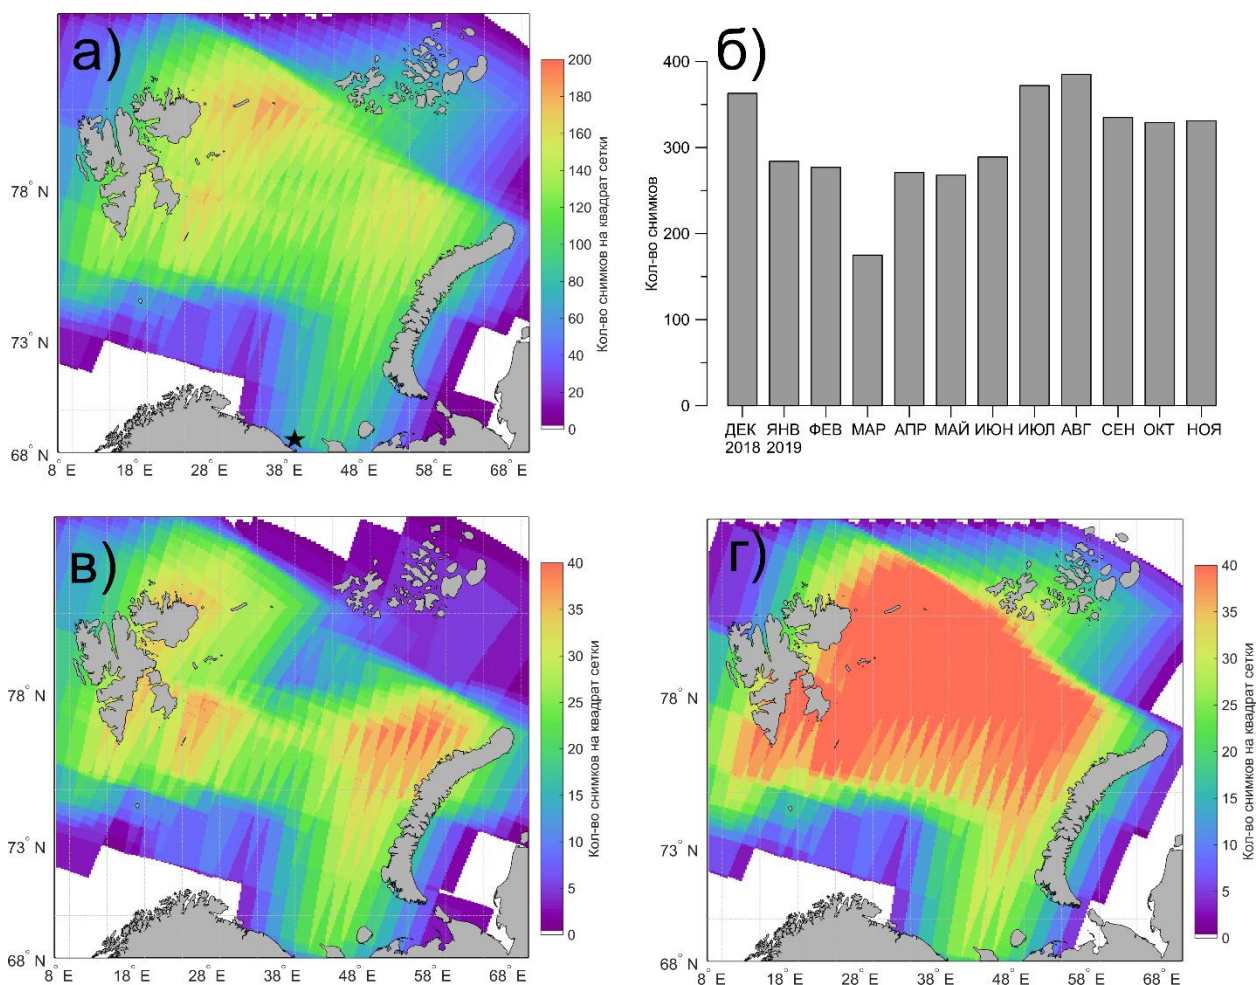 а)
78° N
73° N
68° N
8° E 18° E 28° E 38° E 48° E 58° E 68° E
200
180
160
140
120
100
80
60
40
20
0
Кол-во снимков на квадрат сетки
б)
400
300
200
100
0
Кол-во снимков
ДЕК ЯНВ ФЕВ МАР АПР МАЙ ИЮН ИЮЛ АВГ СЕН ОКТ НОЯ
2018 2019
в)
78° N
73° N
68° N
8° E 18° E 28° E 38° E 48° E 58° E 68° E
40
35
30
25
20
15
10
5
0
Кол-во снимков на квадрат сетки
г)
78° N
73° N
68° N
8° E 18° E 28° E 38° E 48° E 58° E 68° E
40
35
30
25
20
15
10
5
0
Кол-во снимков на квадрат сетки